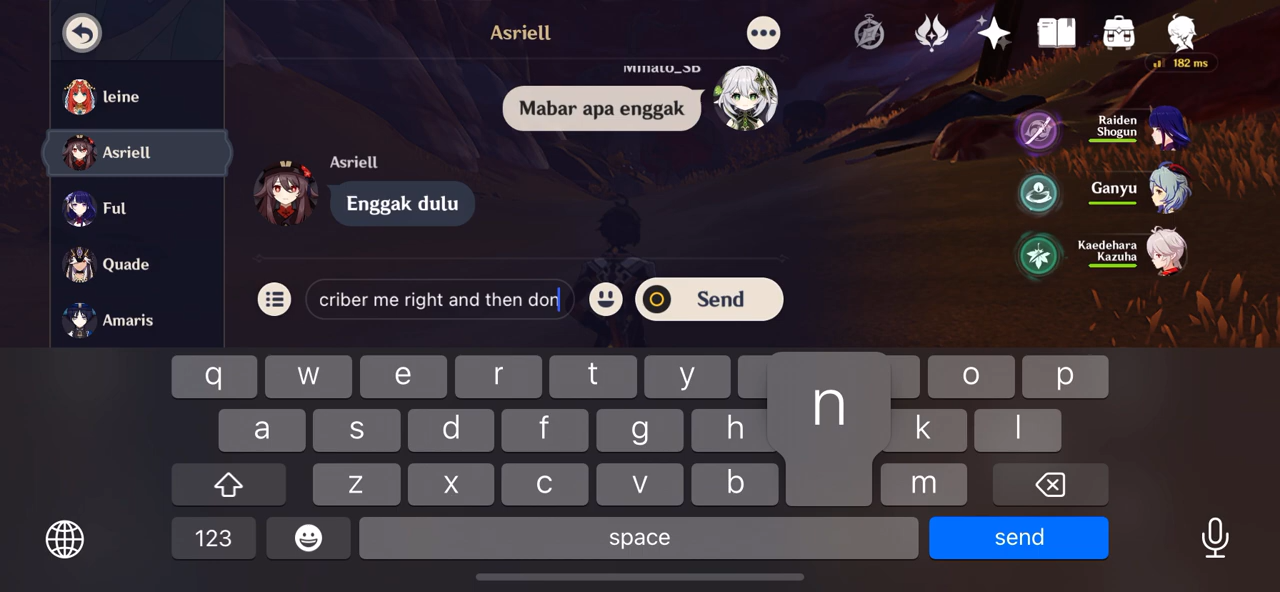 Asriell
182 ms
leine
Asriell
Ful
Quade
Amaris
Minato_SB
Mabar apa enggak
Asriell
Enggak dulu
criber me right and then don
Send
Raiden
Shogun
Ganyu
Kaedehara
Kazuha
q w e r t y o p
a s d f g h n k l
z x c v b m
123 space send